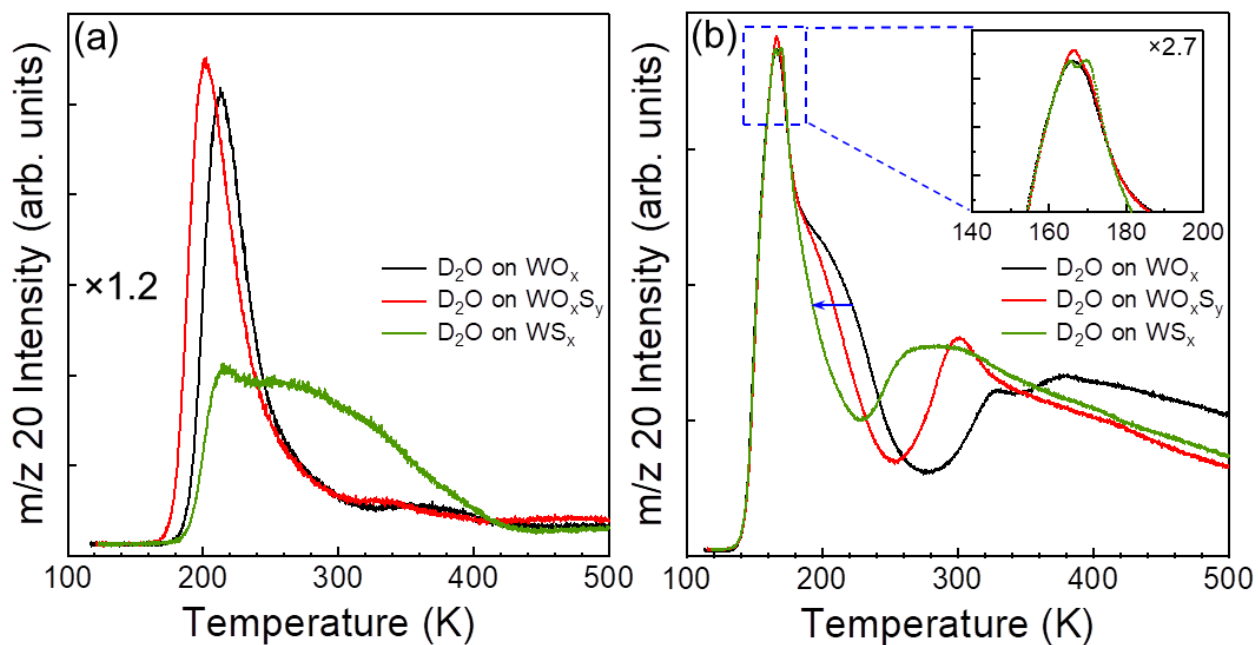 (a)
m/z 20 Intensity (arb. units)
×1.2
D₂O on WOₓ
D₂O on WOₓSᵧ
D₂O on WSₓ
100 200 300 400 500
Temperature (K)
(b)
m/z 20 Intensity (arb. units)
×2.7
140 160 180 200
D₂O on WOₓ
D₂O on WOₓSᵧ
D₂O on WSₓ
100 200 300 400 500
Temperature (K)